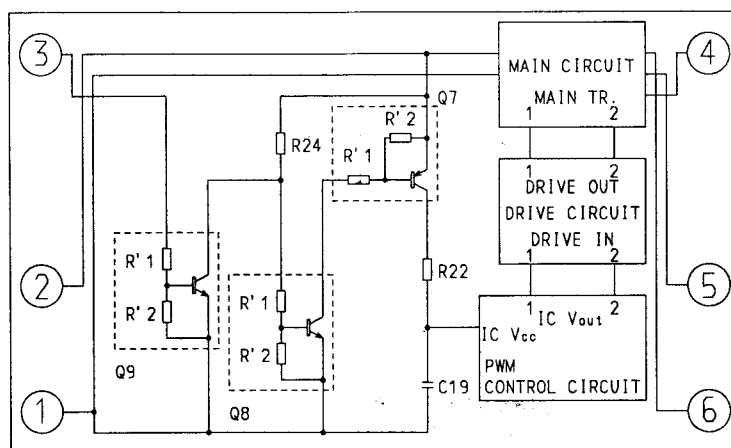 3
2
1
R'1
R'2
Q9
R24
R'1
R'2
Q8
Q7
R'2
R'1
R22
C19
MAIN CIRCUIT
MAIN TR.
1 2
1 2
DRIVE OUT
DRIVE CIRCUIT
DRIVE IN
1 2
1 2
IC Vout
IC Vcc
PWM
CONTROL CIRCUIT
4
5
6